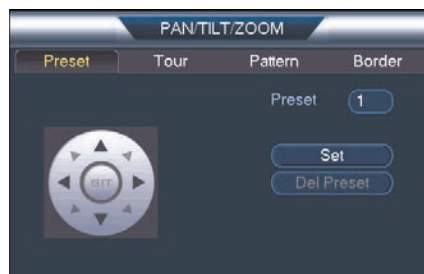 PAN/TILT/ZOOM
Preset Tour Pattern Border
Preset 1
SIT
Set
Del Preset